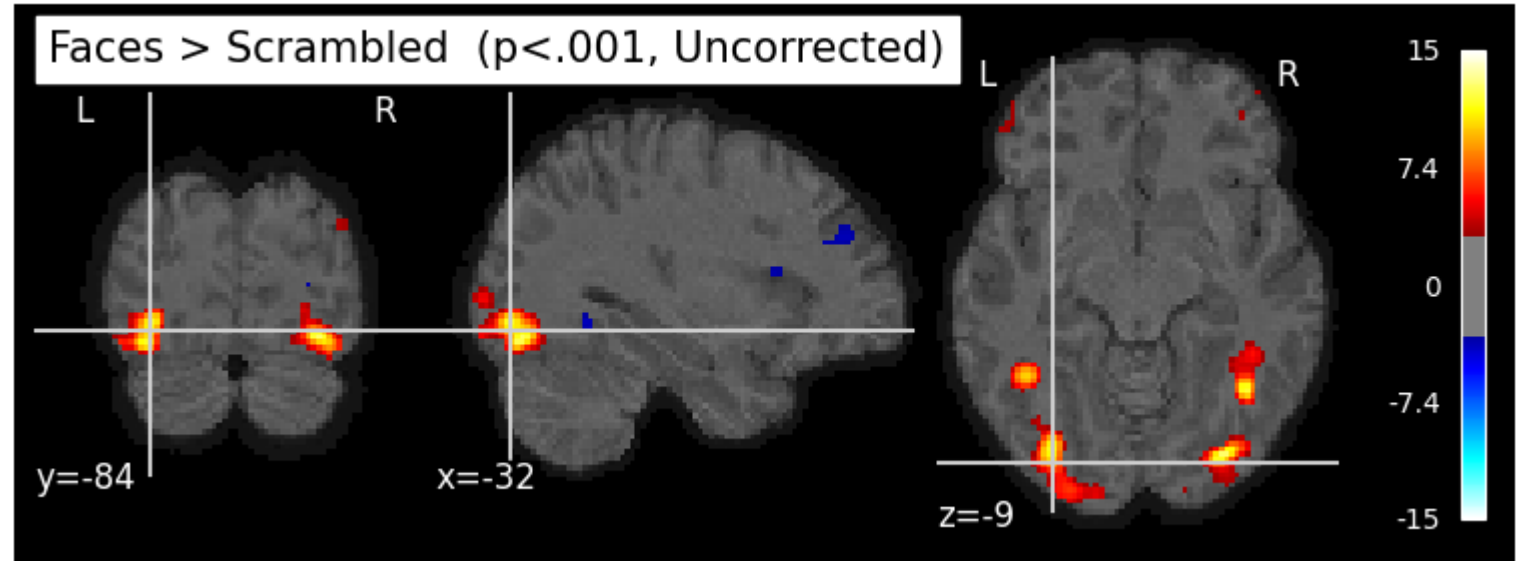 Faces > Scrambled (p<.001, Uncorrected)
L R
L R
y=-84
x=-32
z=-9
15
7.4
0
-7.4
-15